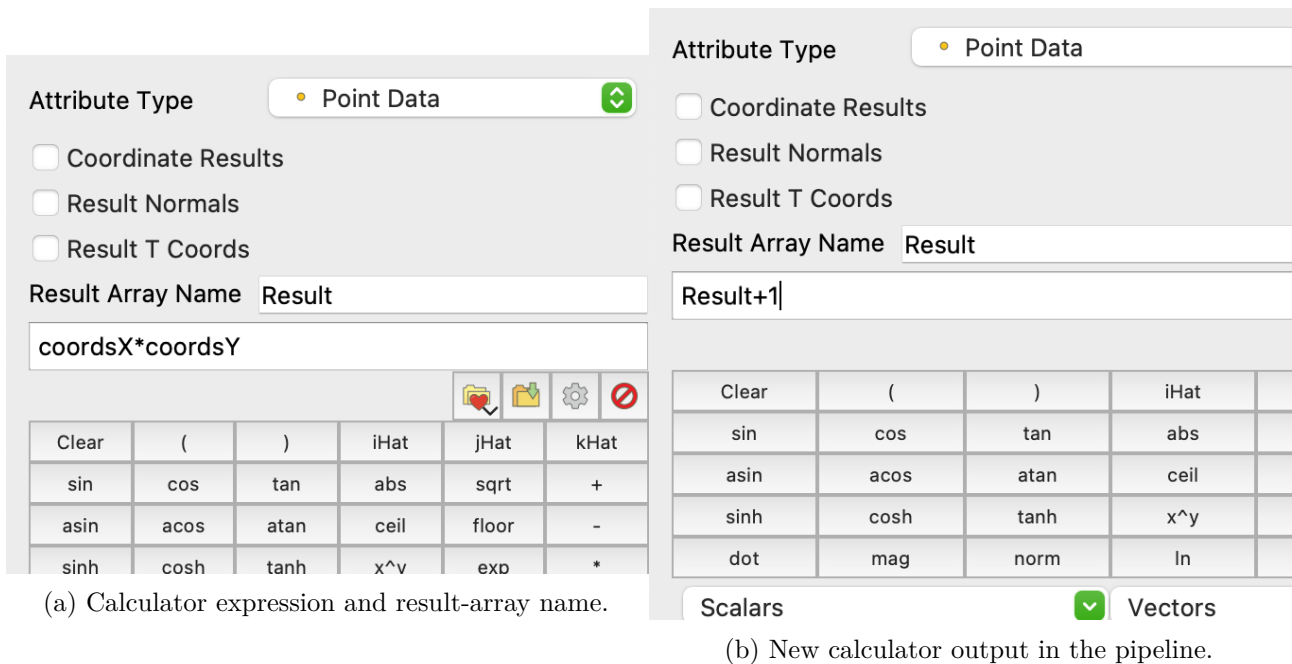 Attribute Type
Point Data
Coordinate Results
Result Normals
Result T Coords
Result Array Name Result
coordsX*coordsY
Clear ( ) iHat jHat kHat
sin cos tan abs sqrt +
asin acos atan ceil floor -
sinh cosh tanh x^y exp *
(a) Calculator expression and result-array name.
Attribute Type
Point Data
Coordinate Results
Result Normals
Result T Coords
Result Array Name Result
Result+1
Clear ( ) iHat
sin cos tan abs
asin acos atan ceil
sinh cosh tanh x^y
dot mag norm ln
Scalars Vectors
(b) New calculator output in the pipeline.